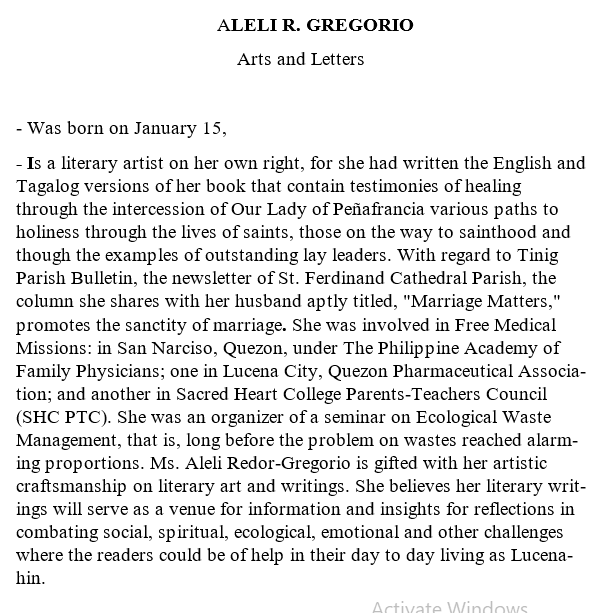 ALELI R. GREGORIO
Arts and Letters
- Was born on January 15,
- Is a literary artist on her own right, for she had written the English and
Tagalog versions of her book that contain testimonies of healing
through the intercession of Our Lady of Peñafrancia various paths to
holiness through the lives of saints, those on the way to sainthood and
though the examples of outstanding lay leaders. With regard to Tinig
Parish Bulletin, the newsletter of St. Ferdinand Cathedral Parish, the
column she shares with her husband aptly titled, "Marriage Matters,"
promotes the sanctity of marriage. She was involved in Free Medical
Missions: in San Narciso, Quezon, under The Philippine Academy of
Family Physicians; one in Lucena City, Quezon Pharmaceutical Associa-
tion; and another in Sacred Heart College Parents-Teachers Council
(SHC PTC). She was an organizer of a seminar on Ecological Waste
Management, that is, long before the problem on wastes reached alarm-
ing proportions. Ms. Aleli Redor-Gregorio is gifted with her artistic
craftsmanship on literary art and writings. She believes her literary writ-
ings will serve as a venue for information and insights for reflections in
combating social, spiritual, ecological, emotional and other challenges
where the readers could be of help in their day to day living as Lucena-
hin.
Activate Windows